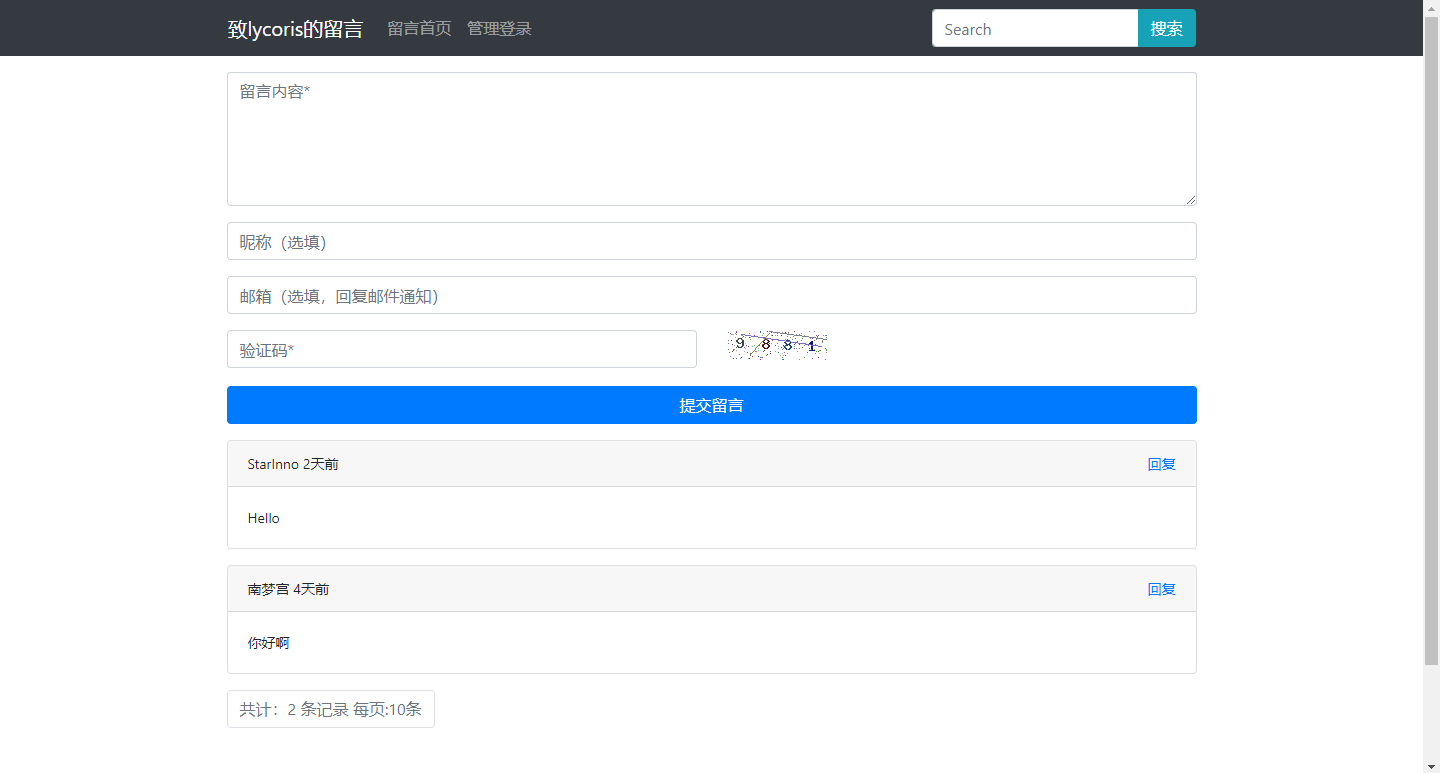 致lycoris的留言 留言首页 管理登录 Search 搜索
留言内容*
昵称（选填）
邮箱（选填，回复邮件通知）
验证码* 9881
提交留言
StarInno 2天前 回复
Hello
南梦宫 4天前 回复
你好啊
共计：2 条记录 每页:10条